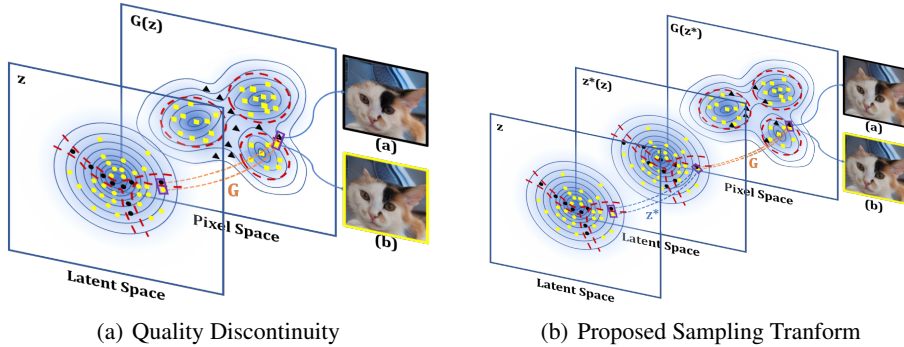 G(z)
z
(a)
G
(b)
Pixel Space
Latent Space
(a) Quality Discontinuity
G(z*)
z*(z)
z
(a)
G
(b)
z*
Pixel Space
Latent Space
Latent Space
(b) Proposed Sampling Tranform